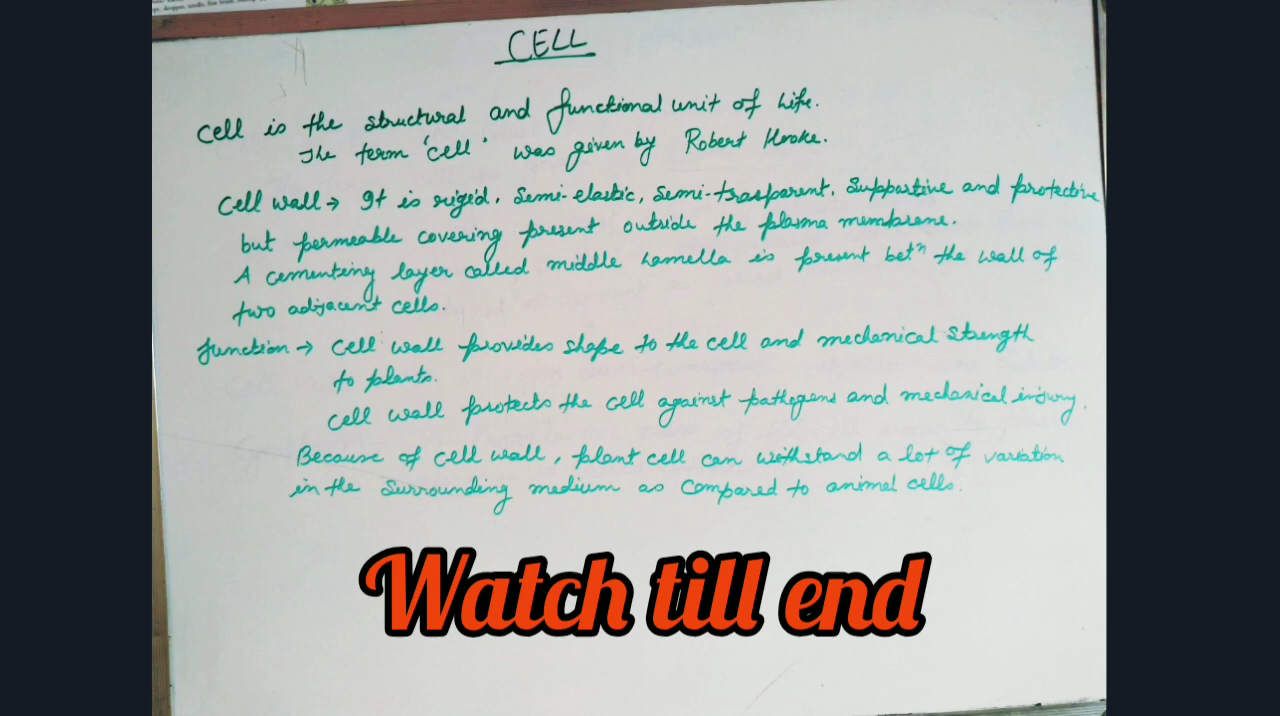 CELL
Cell is the structural and functional unit of Life.
The term 'cell' was given by Robert Hooke.
Cell wall → It is riged, Semi-elastic, Semi-trasparent, Supportive and protective
but permeable covering present outside the plasma membrane.
A cementing layer called middle Lamella is present betⁿ the wall of
two adjacent cells.
Function → Cell wall provides shape to the cell and mechanical strength
to plants.
Cell wall protects the cell against pathogens and mechanical injury.
Because of cell wall, plant cell can withstand a lot of variation
in the surrounding medium as compared to animal cells.
Watch till end